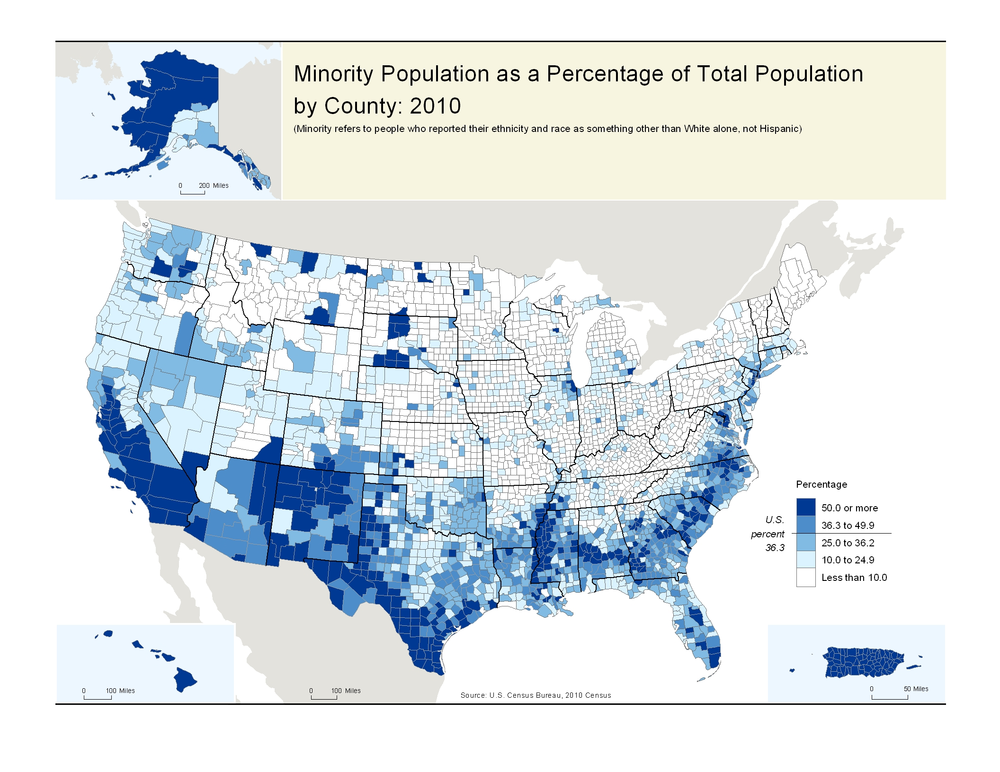 Minority Population as a Percentage of Total Population
by County: 2010
(Minority refers to people who reported their ethnicity and race as something other than White alone, not Hispanic)
0 200 Miles
Percentage
50.0 or more
36.3 to 49.9
25.0 to 36.2
10.0 to 24.9
Less than 10.0
U.S.
percent
36.3
0 100 Miles
0 100 Miles
Source: U.S. Census Bureau, 2010 Census
0 50 Miles